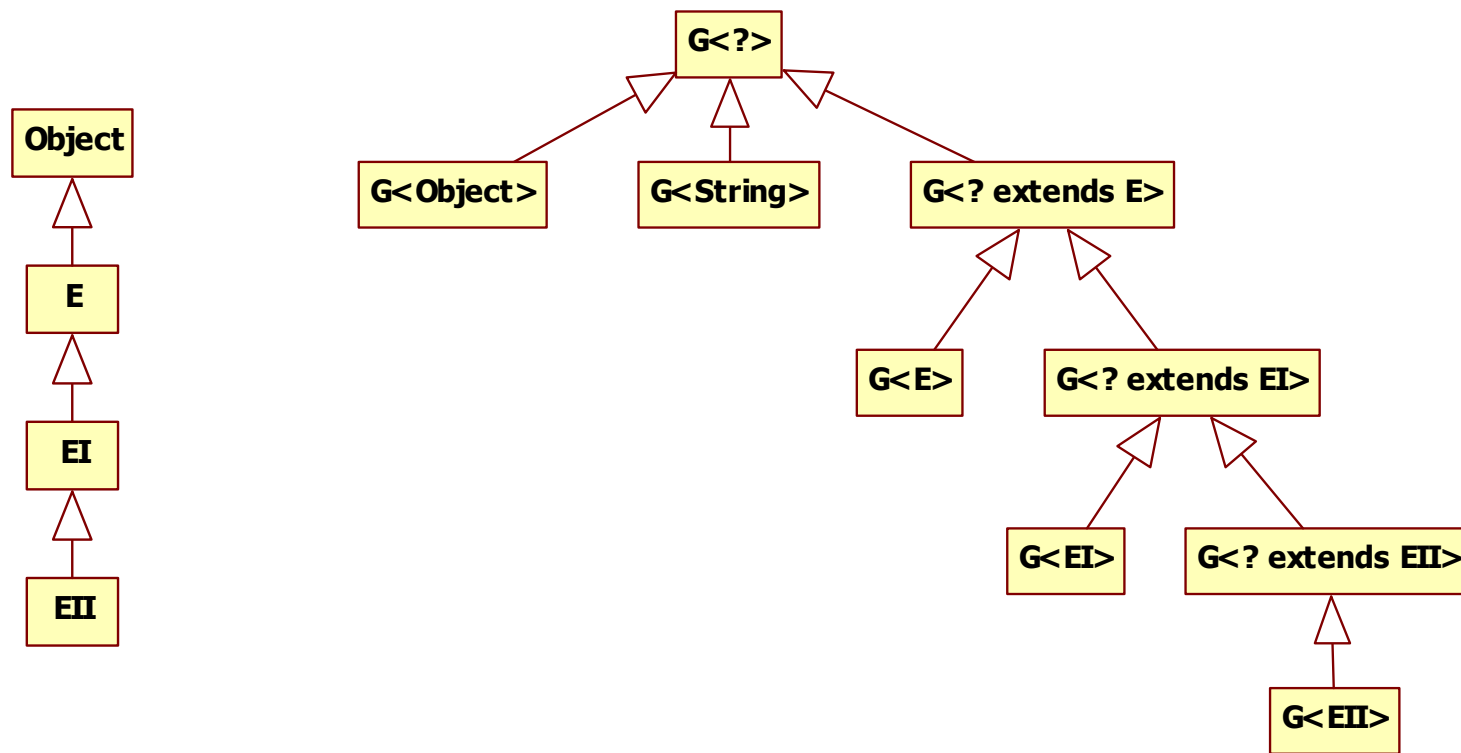 G<?>
Object
G<Object>
G<String>
G<? extends E>
E
G<E>
G<? extends EI>
EI
G<EI>
G<? extends EII>
EII
G<EII>